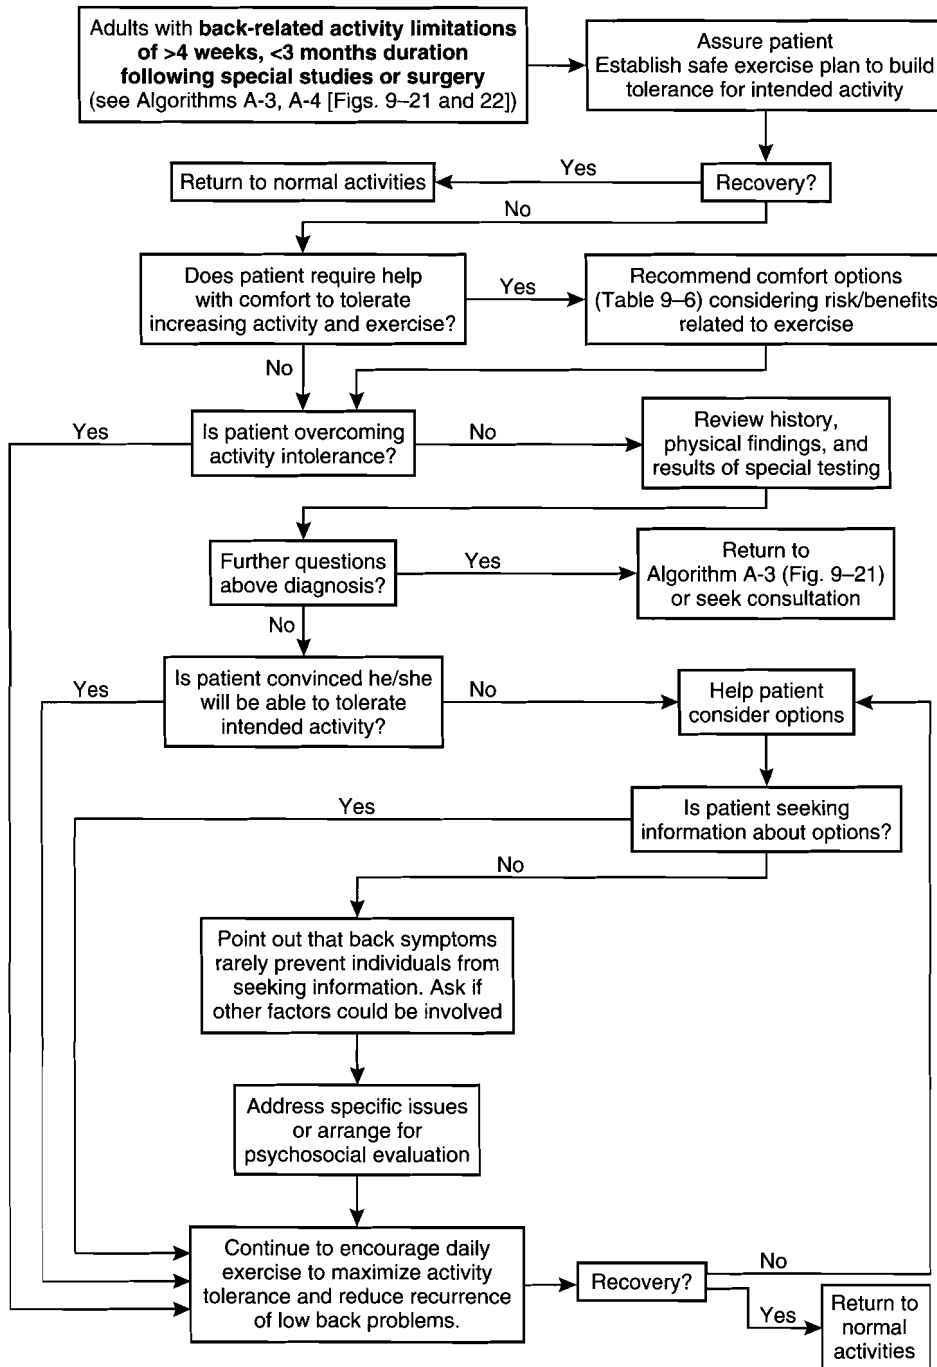 Adults with back-related activity limitations
of >4 weeks, <3 months duration
following special studies or surgery
(see Algorithms A-3, A-4 [Figs. 9–21 and 22])
Assure patient
Establish safe exercise plan to build
tolerance for intended activity
Return to normal activities
Yes
Recovery?
No
Does patient require help
with comfort to tolerate
increasing activity and exercise?
Yes
Recommend comfort options
(Table 9–6) considering risk/benefits
related to exercise
No
Yes
Is patient overcoming
activity intolerance?
No
Review history,
physical findings, and
results of special testing
Further questions
above diagnosis?
Yes
Return to
Algorithm A-3 (Fig. 9–21)
or seek consultation
No
Yes
Is patient convinced he/she
will be able to tolerate
intended activity?
No
Help patient
consider options
Yes
Is patient seeking
information about options?
No
Point out that back symptoms
rarely prevent individuals from
seeking information. Ask if
other factors could be involved
Address specific issues
or arrange for
psychosocial evaluation
Continue to encourage daily
exercise to maximize activity
tolerance and reduce recurrence
of low back problems.
Recovery?
No
Yes
Return to
normal
activities